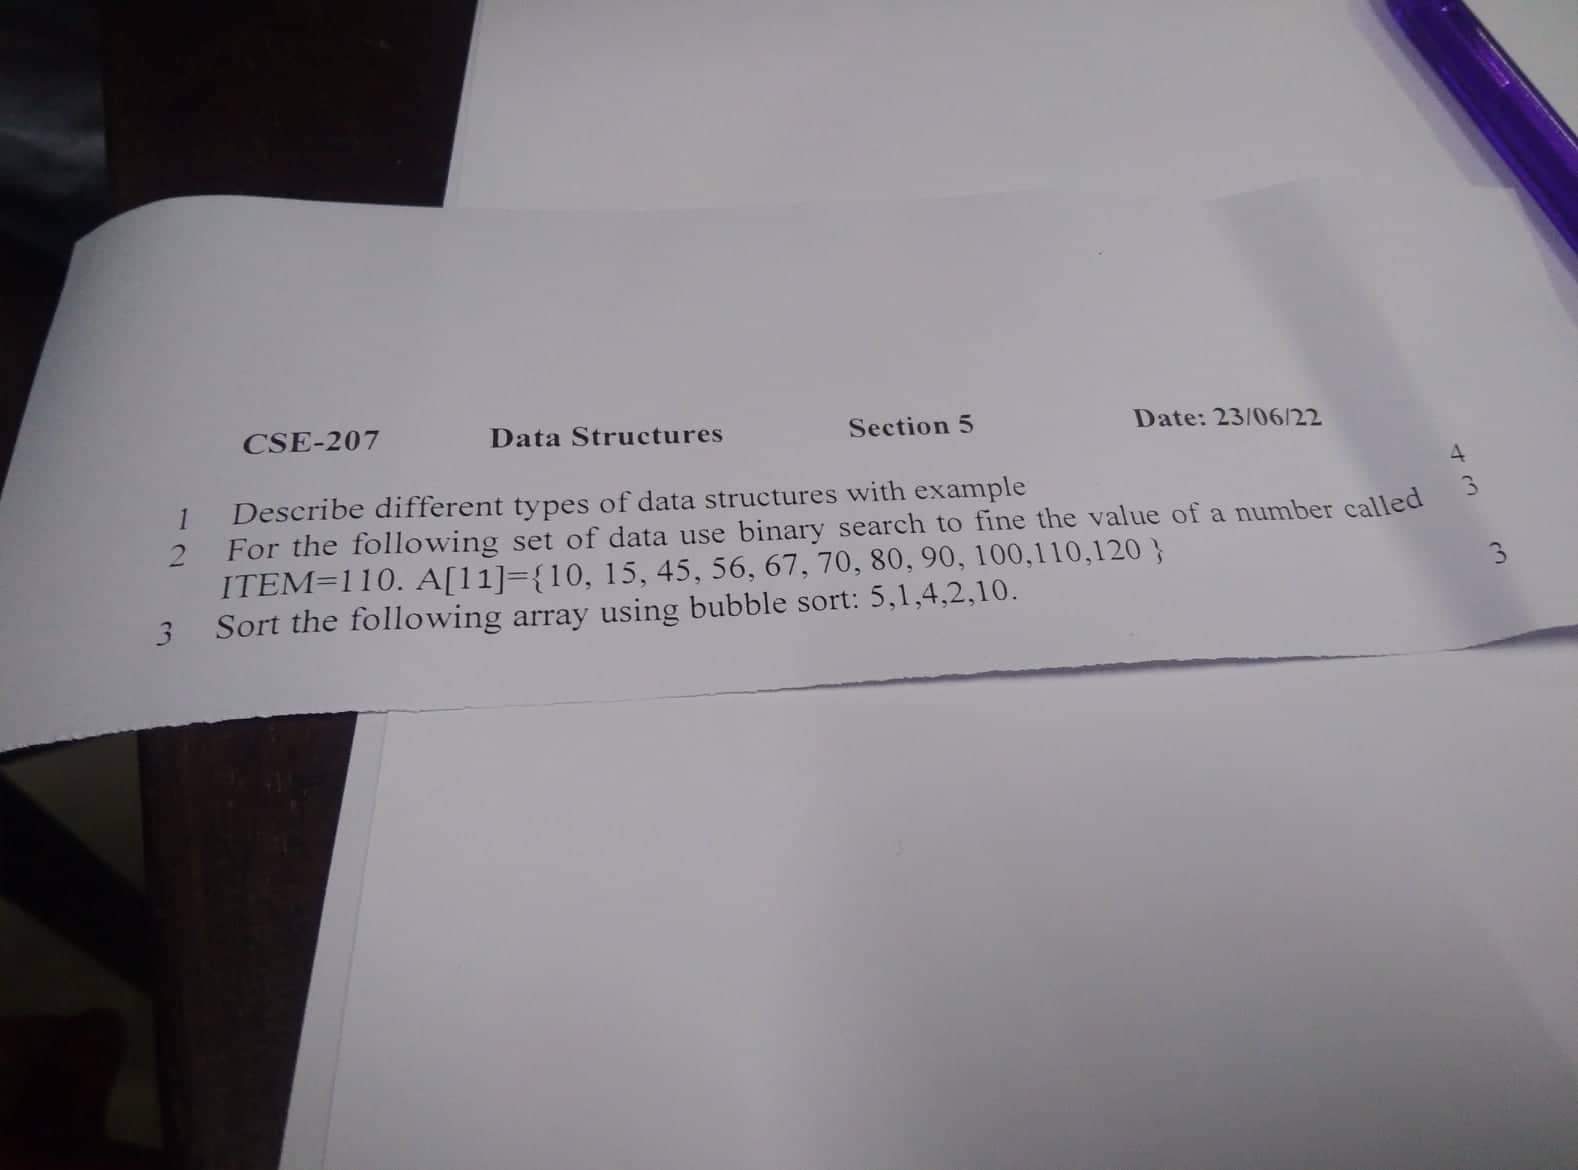 CSE-207 Data Structures Section 5 Date: 23/06/22
1 Describe different types of data structures with example 4
2 For the following set of data use binary search to fine the value of a number called 3
ITEM=110. A[11]={10, 15, 45, 56, 67, 70, 80, 90, 100,110,120 }
3 Sort the following array using bubble sort: 5,1,4,2,10. 3